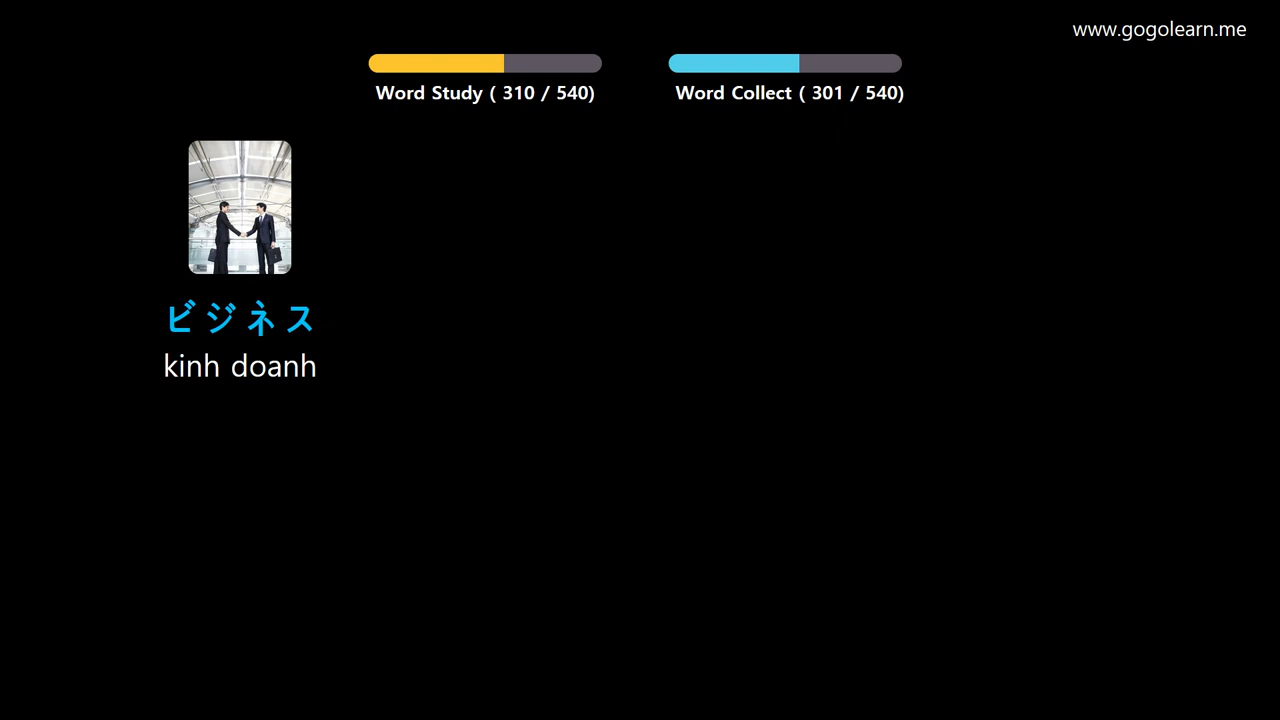 www.gogolearn.me
Word Study ( 310 / 540)
Word Collect ( 301 / 540)
ビジネス
kinh doanh